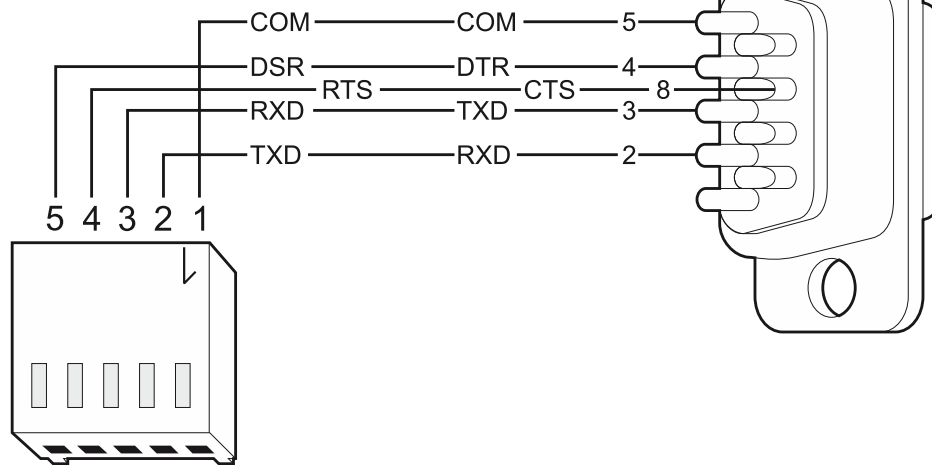 COM COM 5
DSR DTR 4
RTS CTS 8
RXD TXD 3
TXD RXD 2
5 4 3 2 1